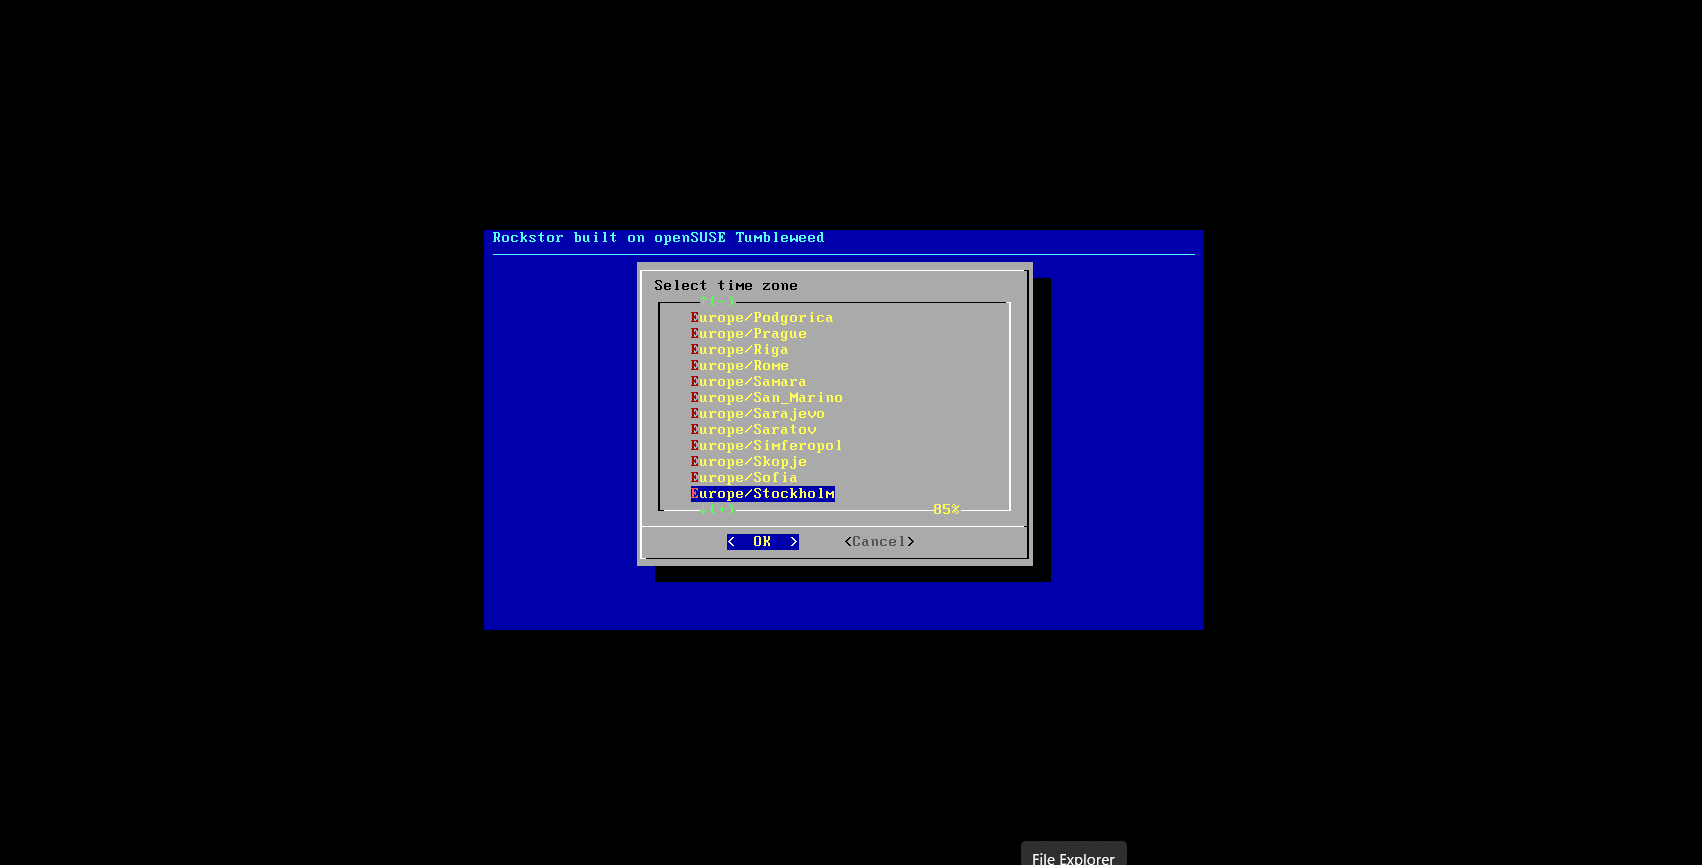 Rockstor built on openSUSE Tumbleweed
Select time zone
↑(-)
Europe/Podgorica
Europe/Prague
Europe/Riga
Europe/Rome
Europe/Samara
Europe/San_Marino
Europe/Sarajevo
Europe/Saratov
Europe/Simferopol
Europe/Skopje
Europe/Sofia
Europe/Stockholm
↓(+) 85%
< OK > <Cancel>
File Explorer